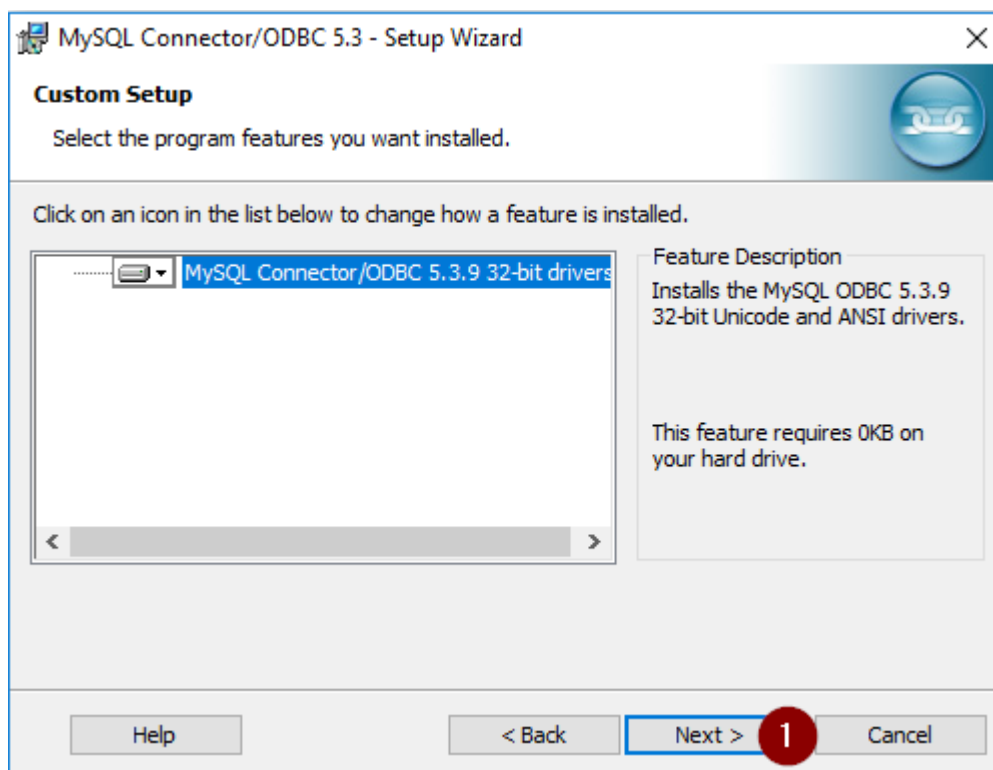 MySQL Connector/ODBC 5.3 - Setup Wizard
Custom Setup
Select the program features you want installed.
Click on an icon in the list below to change how a feature is installed.
MySQL Connector/ODBC 5.3.9 32-bit drivers
Feature Description
Installs the MySQL ODBC 5.3.9
32-bit Unicode and ANSI drivers.
This feature requires 0KB on
your hard drive.
Help
< Back
Next >
1
Cancel